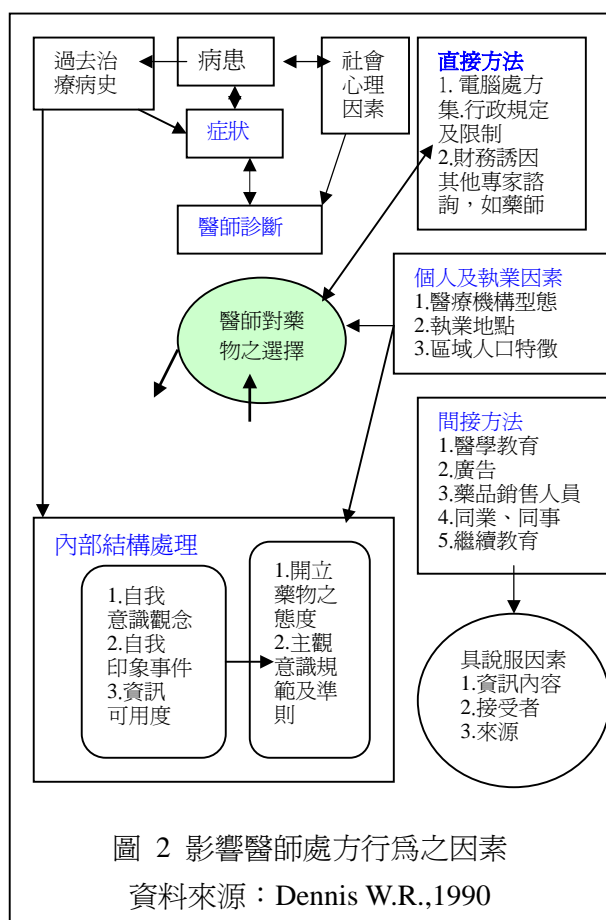 過去治
療病史
病患
社會
心理
因素
症狀
醫師診斷
直接方法
1. 電腦處方
集.行政規定
及限制
2.財務誘因
其他專家諮
詢，如藥師
醫師對藥
物之選擇
個人及執業因素
1.醫療機構型態
2.執業地點
3.區域人口特徵
間接方法
1.醫學教育
2.廣告
3.藥品銷售人員
4.同業、同事
5.繼續教育
內部結構處理
1.自我
意識觀念
2.自我
印象事件
3.資訊
可用度
1.開立
藥物之
態度
2.主觀
意識規
範及準
則
具說服因素
1.資訊內容
2.接受者
3.來源
圖 2 影響醫師處方行為之因素
資料來源：Dennis W.R.,1990